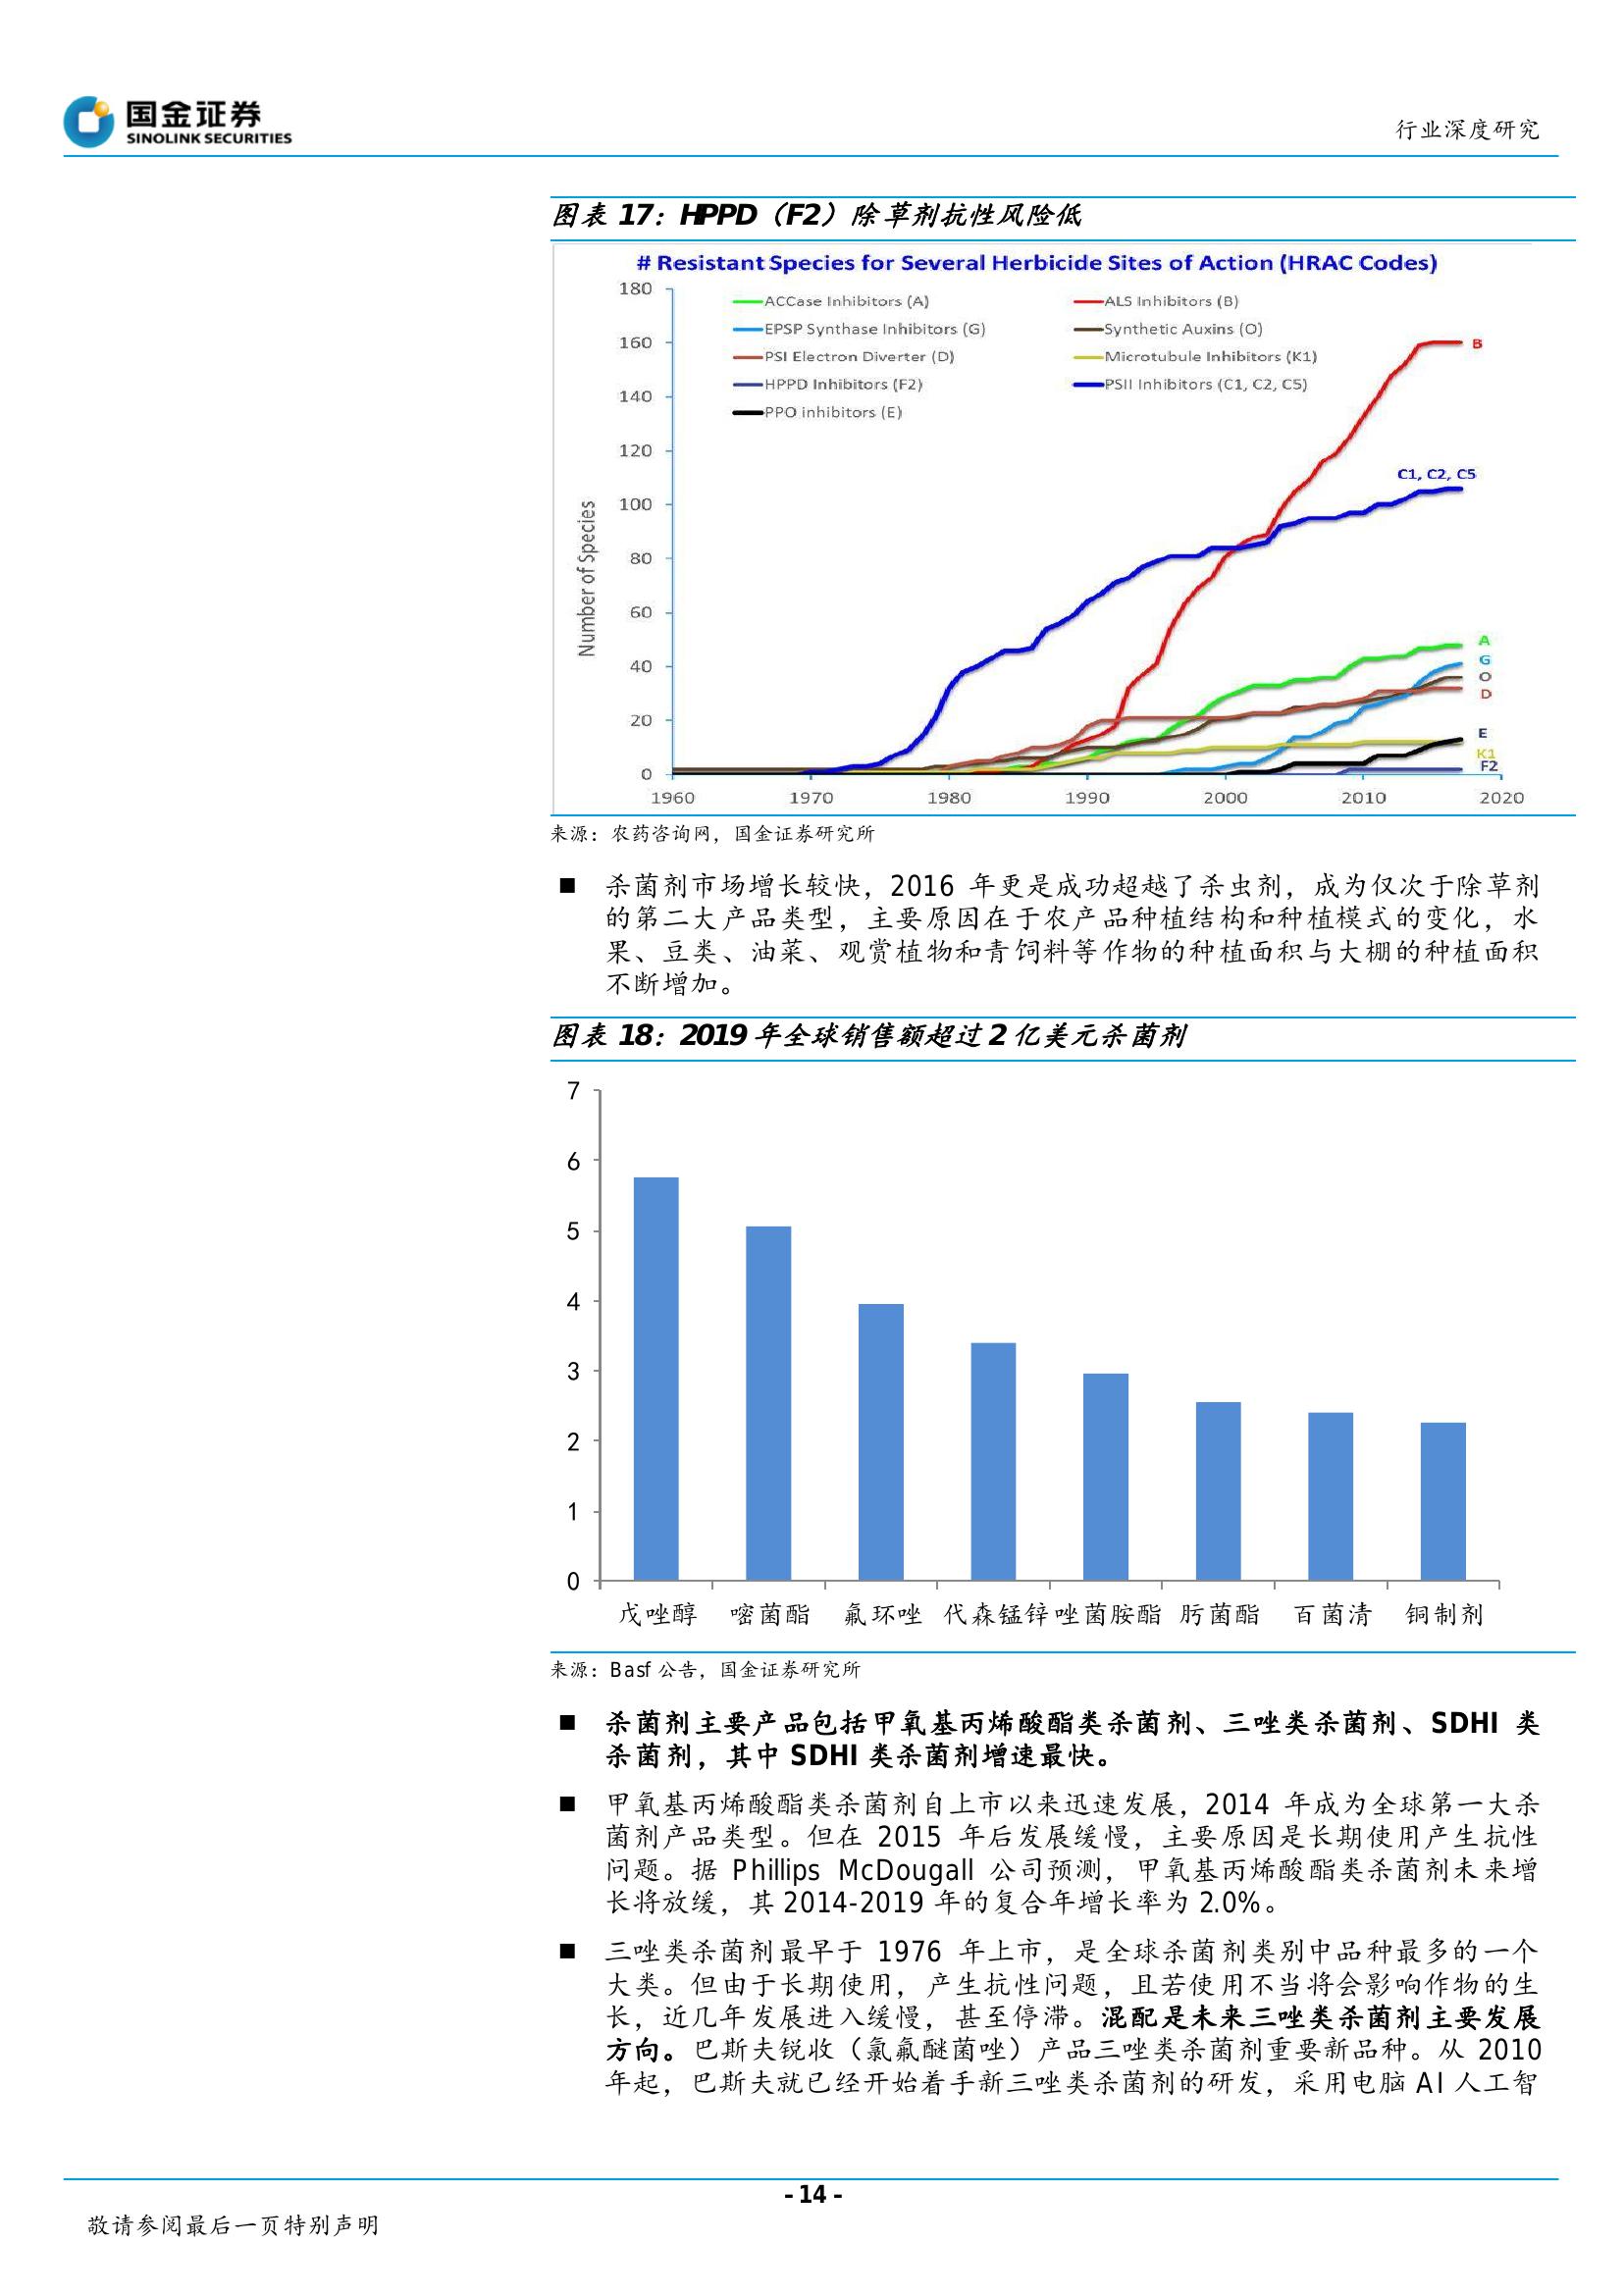 国金证券
SINOLINK SECURITIES
行业深度研究
图表 17：HPPD（F2）除草剂抗性风险低
# Resistant Species for Several Herbicide Sites of Action (HRAC Codes)
ACCase Inhibitors (A)
ALS Inhibitors (B)
EPSP Synthase Inhibitors (G)
Synthetic Auxins (O)
PSI Electron Diverter (D)
Microtubule Inhibitors (K1)
HPPD Inhibitors (F2)
PSII Inhibitors (C1, C2, C5)
PPO inhibitors (E)
Number of Species
180
160
140
120
100
80
60
40
20
0
1960 1970 1980 1990 2000 2010 2020
B
C1, C2, C5
A
G
O
D
E
K1
F2
来源：农药咨询网，国金证券研究所
■ 杀菌剂市场增长较快，2016 年更是成功超越了杀虫剂，成为仅次于除草剂
的第二大产品类型，主要原因在于农产品种植结构和种植模式的变化，水
果、豆类、油菜、观赏植物和青饲料等作物的种植面积与大棚的种植面积
不断增加。
图表 18：2019 年全球销售额超过 2 亿美元杀菌剂
7
6
5
4
3
2
1
0
戊唑醇 嘧菌酯 氟环唑 代森锰锌 唑菌胺酯 肟菌酯 百菌清 铜制剂
来源：Basf 公告，国金证券研究所
■ 杀菌剂主要产品包括甲氧基丙烯酸酯类杀菌剂、三唑类杀菌剂、SDHI 类
杀菌剂，其中 SDHI 类杀菌剂增速最快。
■ 甲氧基丙烯酸酯类杀菌剂自上市以来迅速发展，2014 年成为全球第一大杀
菌剂产品类型。但在 2015 年后发展缓慢，主要原因是长期使用产生抗性
问题。据 Phillips McDougall 公司预测，甲氧基丙烯酸酯类杀菌剂未来增
长将放缓，其 2014-2019 年的复合年增长率为 2.0%。
■ 三唑类杀菌剂最早于 1976 年上市，是全球杀菌剂类别中品种最多的一个
大类。但由于长期使用，产生抗性问题，且若使用不当将会影响作物的生
长，近几年发展进入缓慢，甚至停滞。混配是未来三唑类杀菌剂主要发展
方向。巴斯夫锐收（氯氟醚菌唑）产品三唑类杀菌剂重要新品种。从 2010
年起，巴斯夫就已经开始着手新三唑类杀菌剂的研发，采用电脑 AI 人工智
- 14 -
敬请参阅最后一页特别声明